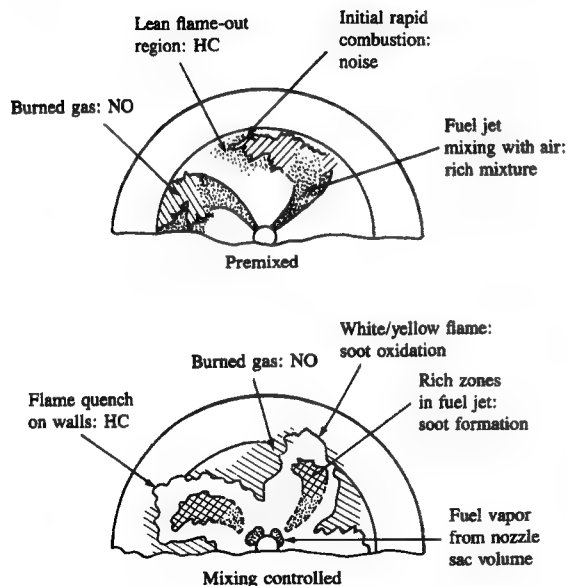 Lean flame-out
region: HC
Initial rapid
combustion:
noise
Burned gas: NO
Fuel jet
mixing with air:
rich mixture
Premixed
White/yellow flame:
soot oxidation
Burned gas: NO
Rich zones
in fuel jet:
soot formation
Flame quench
on walls: HC
Fuel vapor
from nozzle
sac volume
Mixing controlled